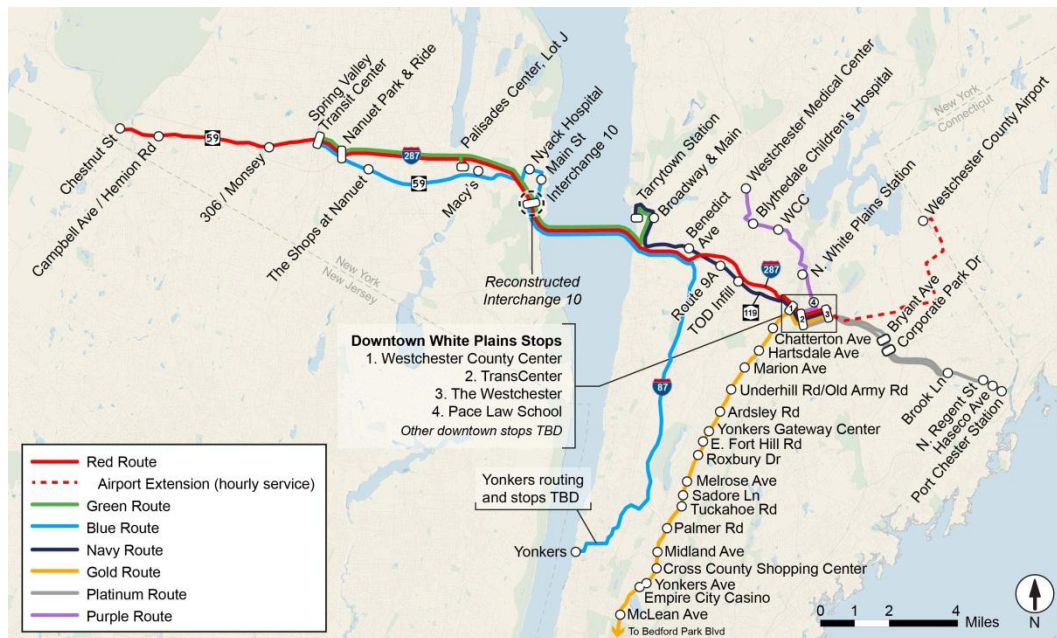 Chestnut St
Campbell Ave / Hemion Rd
59
306 / Monsey
Spring Valley
Transit Center
Nanuet Park & Ride
The Shops at Nanuet
287
59
Palisades Center, Lot J
Macy's
Nyack Hospital
Main St
Interchange 10
Reconstructed
Interchange 10
New York
New Jersey
Tarrytown Station
Broadway & Main
Benedict
Ave
Route 9A
TOD Infill
119
287
Westchester Medical Center
Blythedale Children's Hospital
WCC
N. White Plains Station
New York
Connecticut
Westchester County Airport
1
2
3
4
Bryant Ave
Corporate Park Dr
Brook Ln
N. Regent St
Haseco Ave
Port Chester Station
Downtown White Plains Stops
1. Westchester County Center
2. TransCenter
3. The Westchester
4. Pace Law School
Other downtown stops TBD
87
Chatterton Ave
Hartsdale Ave
Marion Ave
Underhill Rd/Old Army Rd
Ardsley Rd
Yonkers Gateway Center
E. Fort Hill Rd
Roxbury Dr
Melrose Ave
Sadore Ln
Tuckahoe Rd
Palmer Rd
Midland Ave
Cross County Shopping Center
Yonkers Ave
Empire City Casino
McLean Ave
To Bedford Park Blvd
Yonkers routing
and stops TBD
Yonkers
Red Route
Airport Extension (hourly service)
Green Route
Blue Route
Navy Route
Gold Route
Platinum Route
Purple Route
0 1 2 4
Miles
N